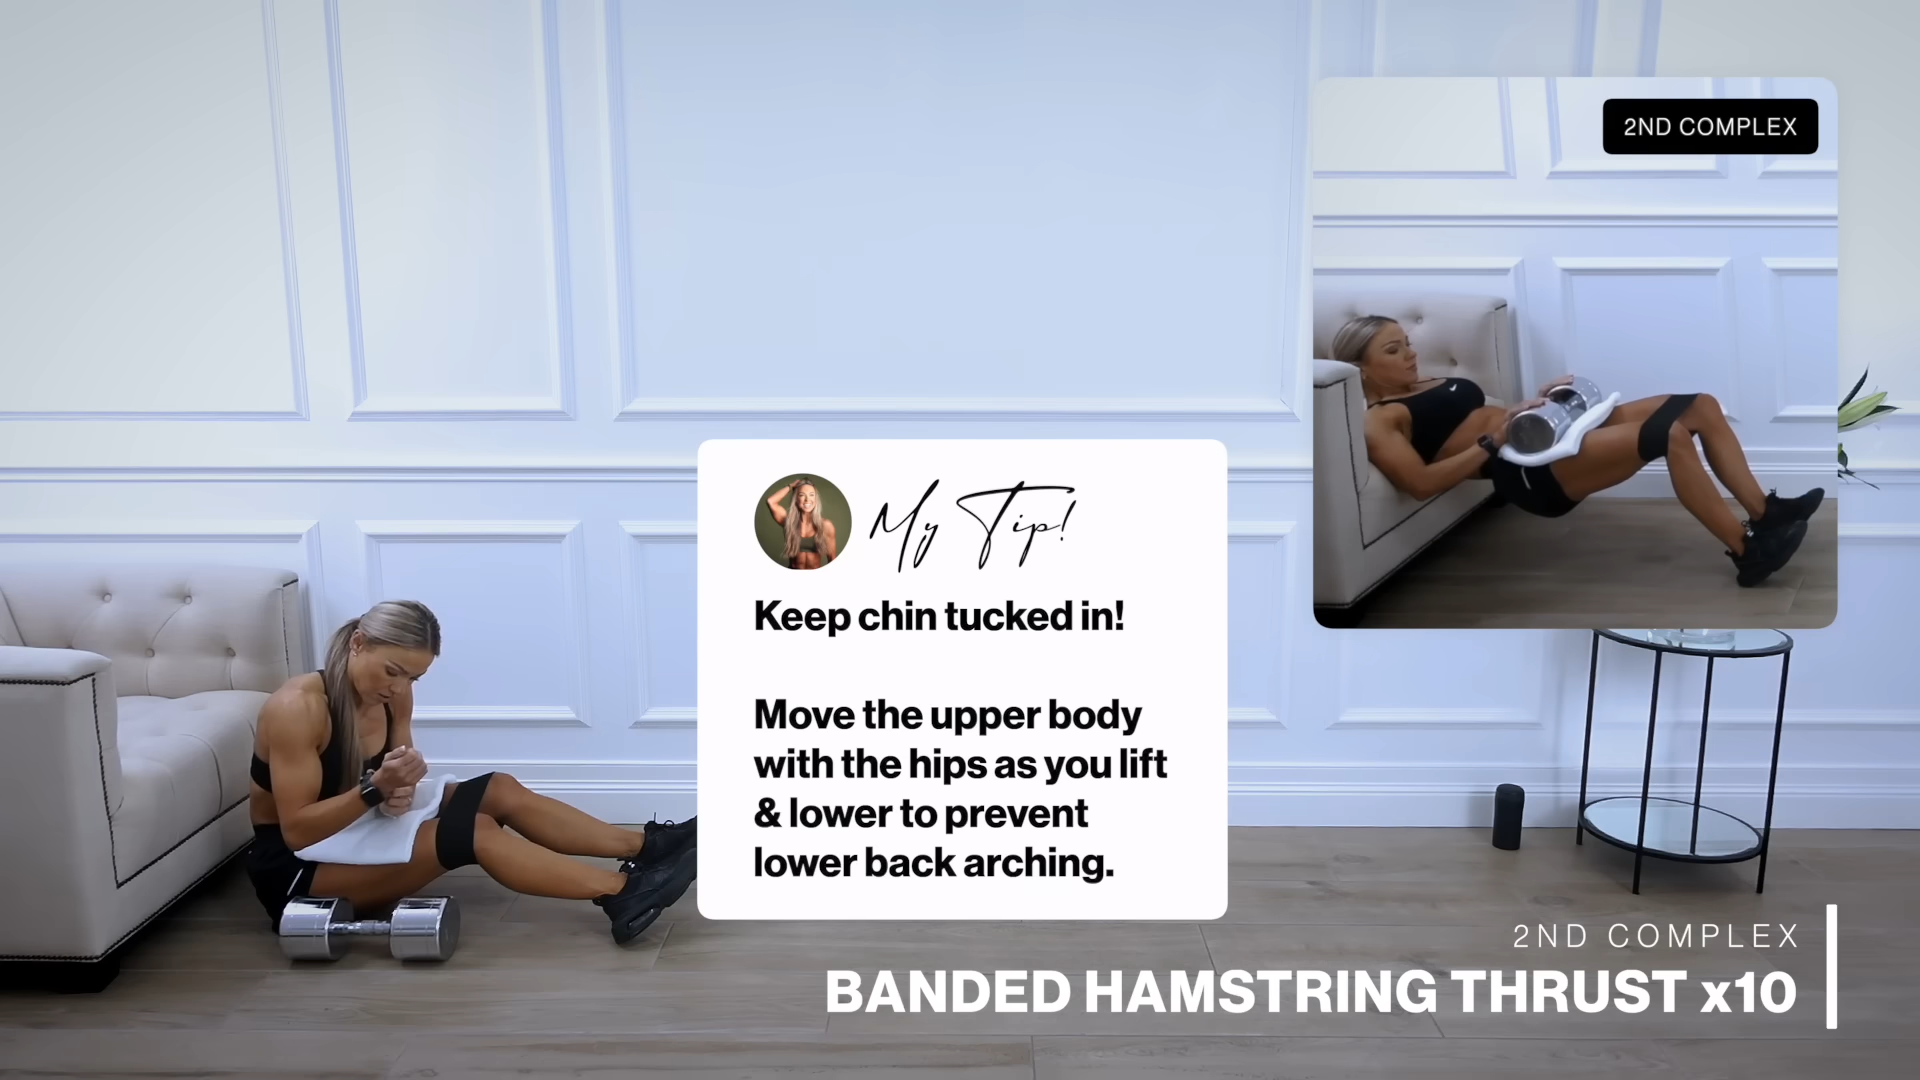 2ND COMPLEX
My Tip!
Keep chin tucked in!
Move the upper body
with the hips as you lift
& lower to prevent
lower back arching.
2ND COMPLEX
BANDED HAMSTRING THRUST x10